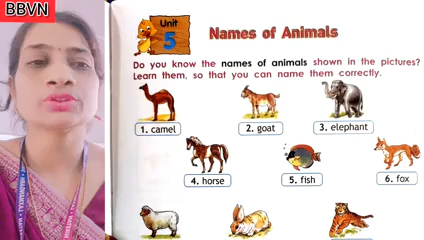 BBVN
Unit
5
Names of Animals
Do you know the names of animals shown in the pictures?
Learn them, so that you can name them correctly.
1. camel
2. goat
3. elephant
4. horse
5. fish
6. fox